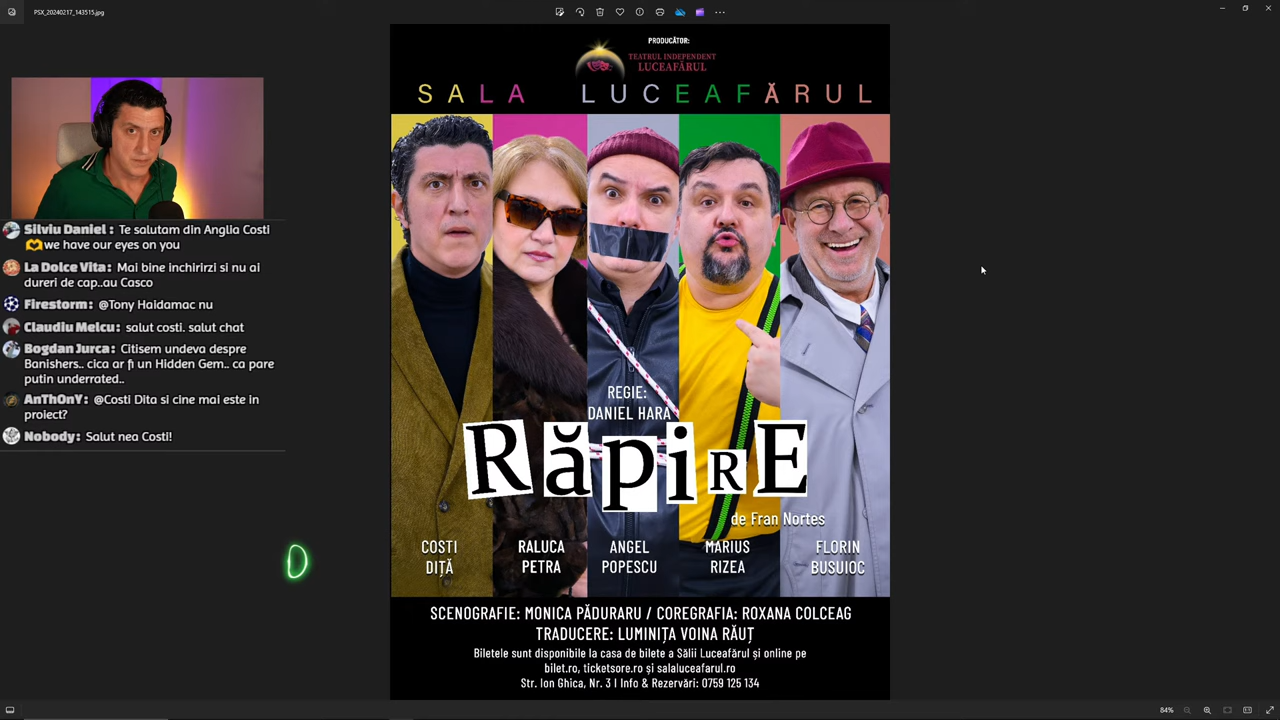 PSX_20240217_143515.jpg
PRODUCĂTOR:
TEATRUL INDEPENDENT
LUCEAFĂRUL
SALA LUCEAFĂRUL
Silviu Daniel : Te salutam din Anglia Costi
we have our eyes on you
La Dolce Vita : Mai bine inchirirzi si nu ai
dureri de cap..au Casco
Firestorm : @Tony Haidamac nu
Claudiu Melcu : salut costi. salut chat
Bogdan Jurca : Citisem undeva despre
Banishers.. cica ar fi un Hidden Gem.. ca pare
putin underrated..
AnThOnY : @Costi Dita si cine mai este in
proiect?
Nobody : Salut nea Costi!
REGIE:
DANIEL HARA
RăpiRE
de Fran Nortes
COSTI
DIȚĂ
RALUCA
PETRA
ANGEL
POPESCU
MARIUS
RIZEA
FLORIN
BUSUIOC
SCENOGRAFIE: MONICA PĂDURARU / COREGRAFIA: ROXANA COLCEAG
TRADUCERE: LUMINIȚA VOINA RĂUȚ
Biletele sunt disponibile la casa de bilete a Sălii Luceafărul și online pe
bilet.ro, ticketsore.ro și salaluceafarul.ro
Str. Ion Ghica, Nr. 3 I Info & Rezervări: 0759 125 134
84%